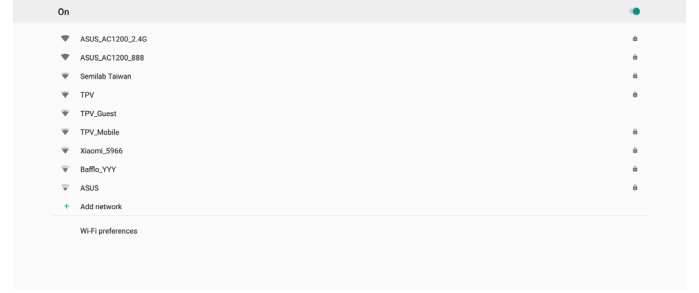 On
ASUS_AC1200_2.4G
ASUS_AC1200_888
Semilab Taiwan
TPV
TPV_Guest
TPV_Mobile
Xiaomi_5966
Bafflo_YYY
ASUS
+ Add network
Wi-Fi preferences